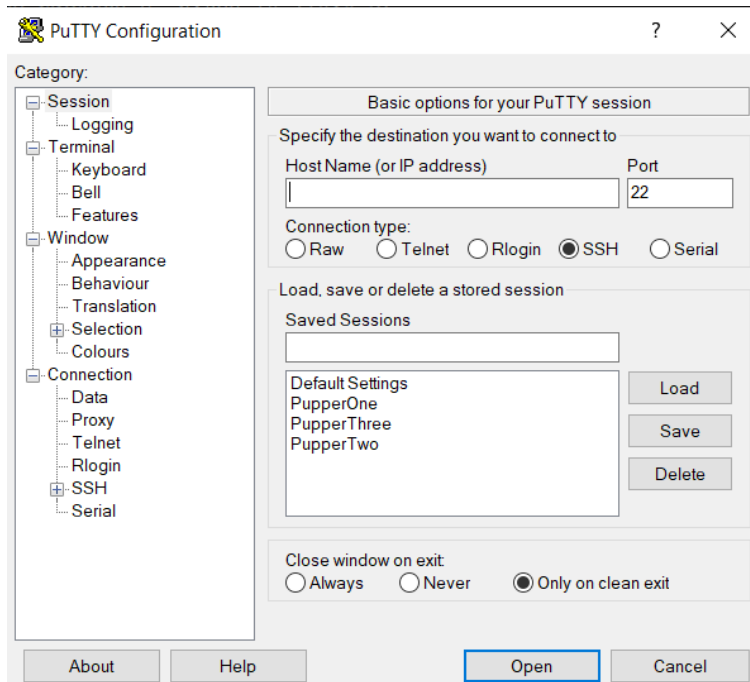 PuTTY Configuration
?
Category:
Session
Logging
Terminal
Keyboard
Bell
Features
Window
Appearance
Behaviour
Translation
Selection
Colours
Connection
Data
Proxy
Telnet
Rlogin
SSH
Serial
Basic options for your PuTTY session
Specify the destination you want to connect to
Host Name (or IP address) Port
22
Connection type:
Raw Telnet Rlogin SSH Serial
Load, save or delete a stored session
Saved Sessions
Default Settings
PupperOne
PupperThree
PupperTwo
Load
Save
Delete
Close window on exit:
Always Never Only on clean exit
About Help Open Cancel